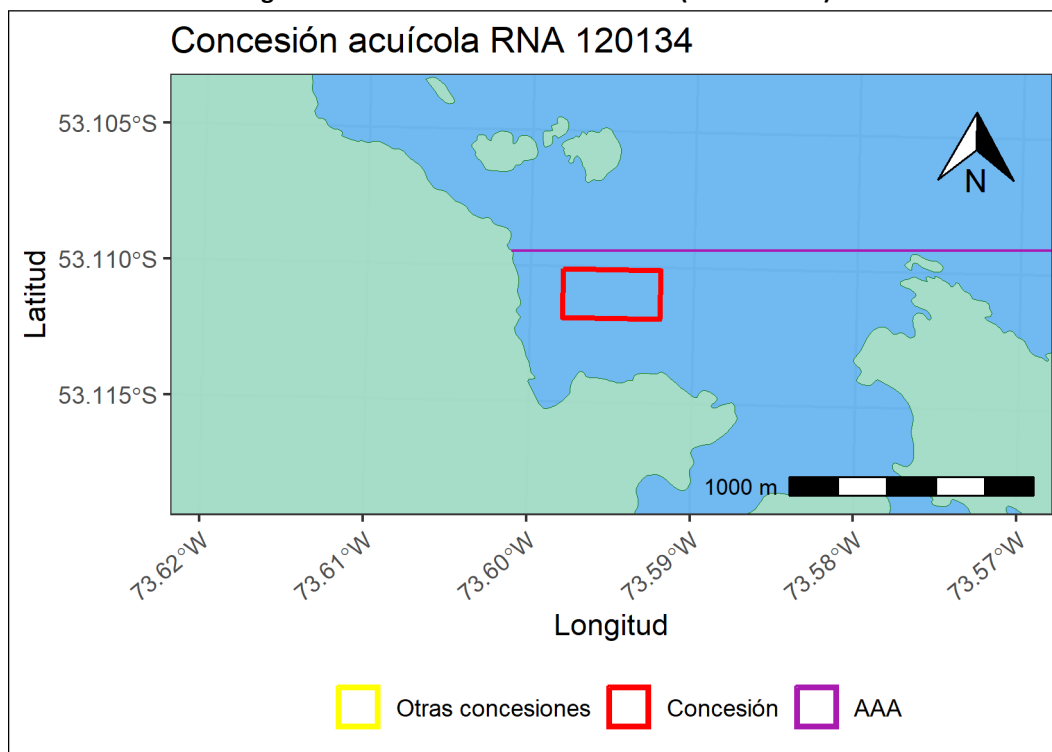 Concesión acuícola RNA 120134
53.105°S
53.110°S
53.115°S
Latitud
N
1000 m
73.62°W
73.61°W
73.60°W
73.59°W
73.58°W
73.57°W
Longitud
Otras concesiones
Concesión
AAA